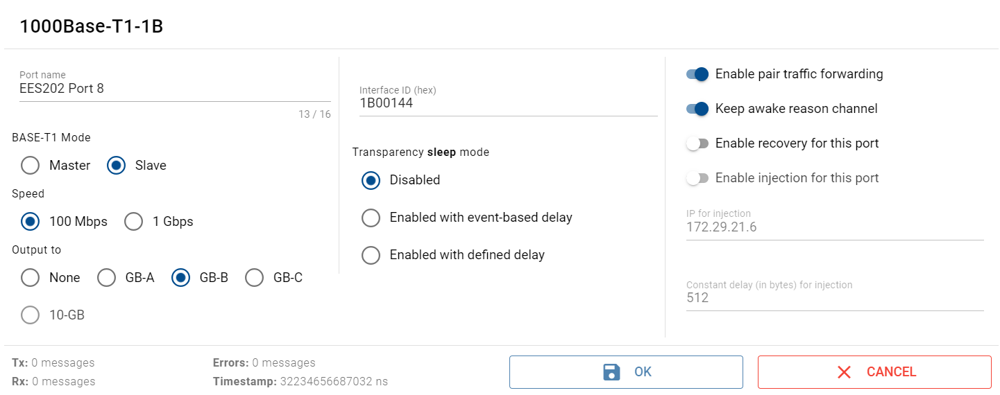 1000Base-T1-1B
Port name
EES202 Port 8
13 / 16
BASE-T1 Mode
Master Slave
Speed
100 Mbps 1 Gbps
Output to
None GB-A GB-B GB-C
10-GB
Interface ID (hex)
1B00144
Transparency sleep mode
Disabled
Enabled with event-based delay
Enabled with defined delay
Enable pair traffic forwarding
Keep awake reason channel
Enable recovery for this port
Enable injection for this port
IP for injection
172.29.21.6
Constant delay (in bytes) for injection
512
Tx: 0 messages
Rx: 0 messages
Errors: 0 messages
Timestamp: 32234656687032 ns
OK
CANCEL